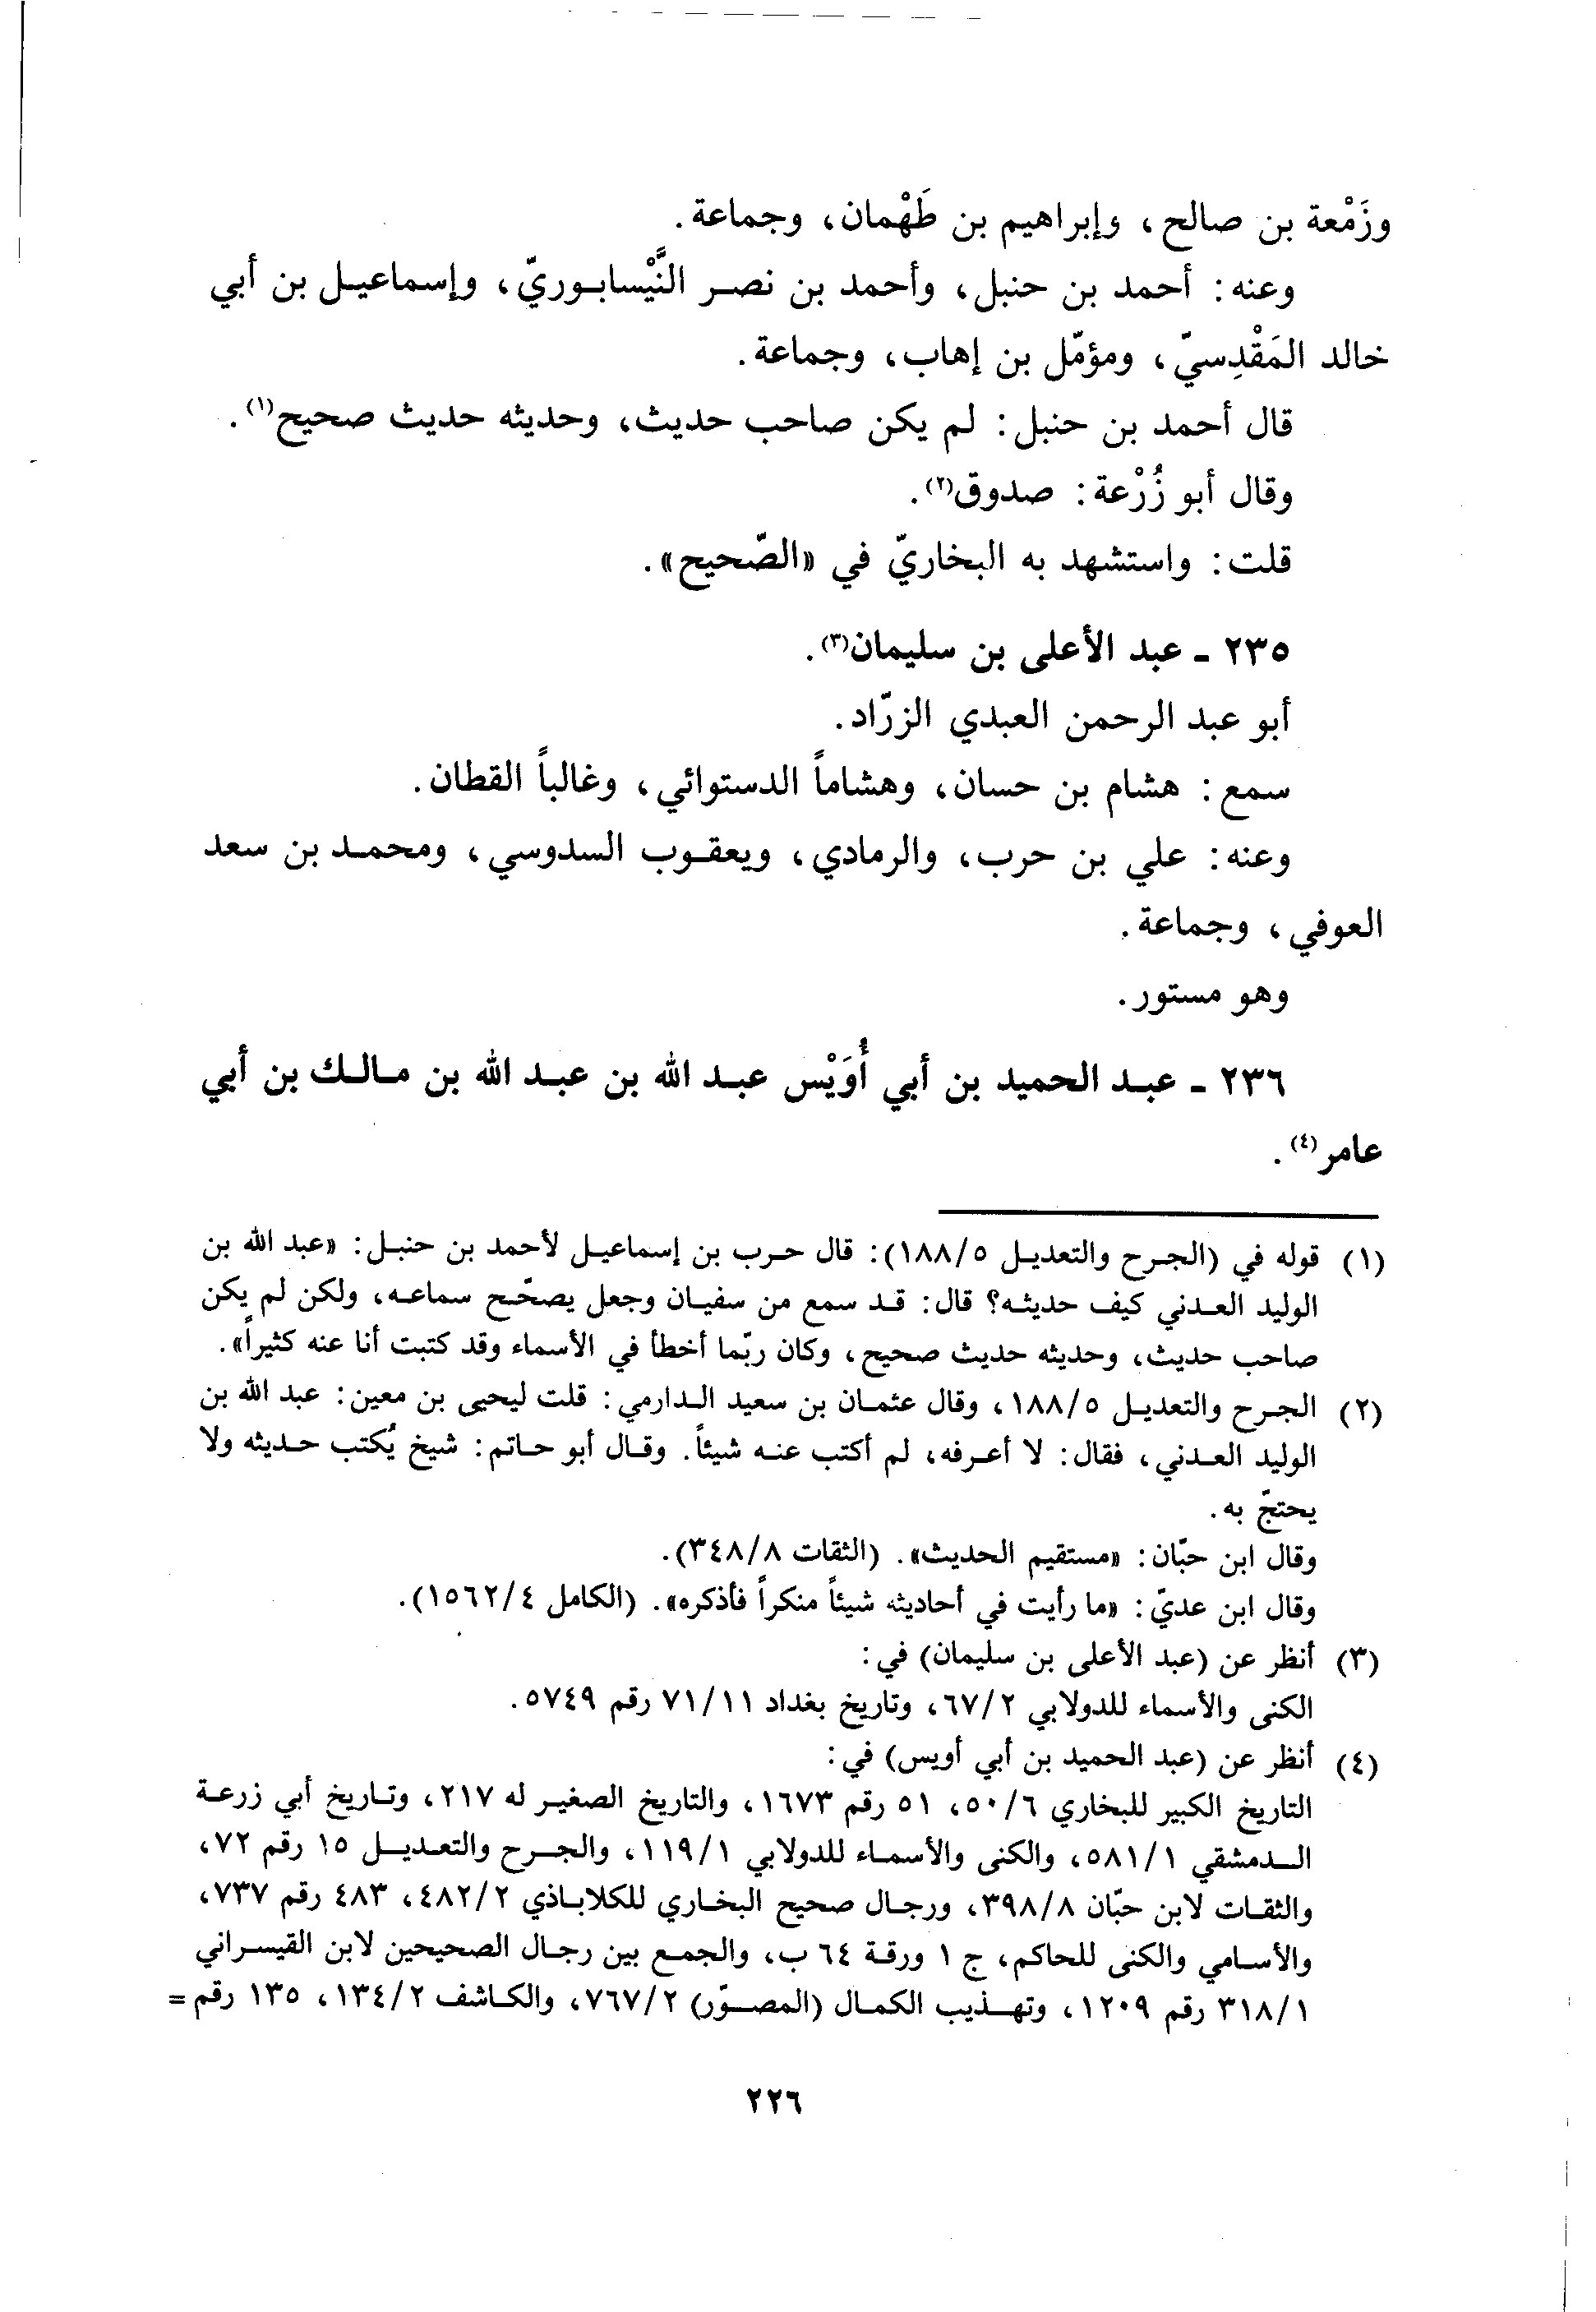 وزَمْعة بن صالح، وإبراهيم بن طَهْمان، وجماعة.
وعنه: أحمد بن حنبل، وأحمد بن نصر النَّيْسابوريّ، وإسماعيل بن أبي
خالد المَقْدِسيّ، ومؤمّل بن إهاب، وجماعة.
قال أحمد بن حنبل: لم يكن صاحب حديث، وحديثه حديث صحيح(١).
وقال أبو زُرْعة: صدوق(٢).
قلت: واستشهد به البخاريّ في «الصّحيح».
٢٣٥ ـ عبد الأعلى بن سليمان(٣).
أبو عبد الرحمن العبدي الزرّاد.
سمع: هشام بن حسان، وهشاماً الدستوائي، وغالباً القطان.
وعنه: علي بن حرب، والرمادي، ويعقوب السدوسي، ومحمد بن سعد
العوفي، وجماعة.
وهو مستور.
٢٣٦ ـ عبد الحميد بن أبي أُوَيْس عبد الله بن عبد الله بن مالك بن أبي
عامر(٤).
(١) قوله في (الجرح والتعديل ١٨٨/٥): قال حرب بن إسماعيل لأحمد بن حنبل: «عبد الله بن
الوليد العدني كيف حديثه؟ قال: قد سمع من سفيان وجعل يصحّح سماعه، ولكن لم يكن
صاحب حديث، وحديثه حديث صحيح، وكان ربّما أخطأ في الأسماء وقد كتبت أنا عنه كثيراً».
(٢) الجرح والتعديل ١٨٨/٥، وقال عثمان بن سعيد الدارمي: قلت ليحيى بن معين: عبد الله بن
الوليد العدني، فقال: لا أعرفه، لم أكتب عنه شيئاً. وقال أبو حاتم: شيخ يُكتب حديثه ولا
يحتجّ به.
وقال ابن حبّان: «مستقيم الحديث». (الثقات ٣٤٨/٨).
وقال ابن عديّ: «ما رأيت في أحاديثه شيئاً منكراً فأذكره». (الكامل ١٥٦٢/٤).
(٣) أنظر عن (عبد الأعلى بن سليمان) في:
الكنى والأسماء للدولابي ٦٧/٢، وتاريخ بغداد ٧١/١١ رقم ٥٧٤٩.
(٤) أنظر عن (عبد الحميد بن أبي أويس) في:
التاريخ الكبير للبخاري ٥٠/٦، ٥١ رقم ١٦٧٣، والتاريخ الصغير له ٢١٧، وتاريخ أبي زرعة
الدمشقي ٥٨١/١، والكنى والأسماء للدولابي ١١٩/١، والجرح والتعديل ١٥ رقم ٧٢،
والثقات لابن حبّان ٣٩٨/٨، ورجال صحيح البخاري للكلاباذي ٤٨٢/٢، ٤٨٣ رقم ٧٣٧،
والأسامي والكنى للحاكم، ج ١ ورقة ٦٤ ب، والجمع بين رجال الصحيحين لابن القيسراني
٣١٨/١ رقم ١٢٠٩، وتهذيب الكمال (المصوّر) ٧٦٧/٢، والكاشف ١٣٤/٢، ١٣٥ رقم =
٢٢٦